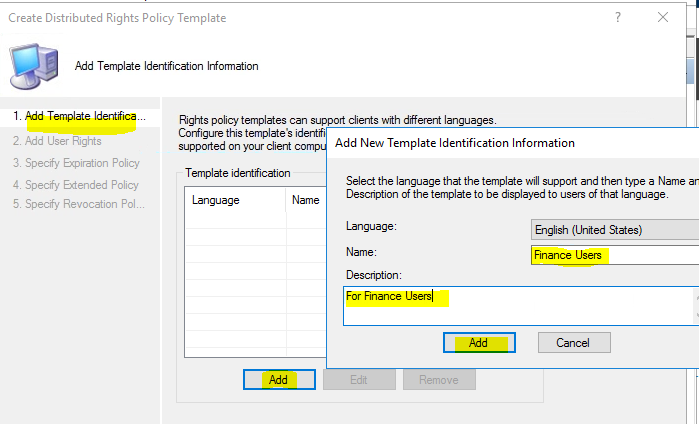 Create Distributed Rights Policy Template
? ×
Add Template Identification Information
1. Add Template Identifica...
2. Add User Rights
3. Specify Expiration Policy
4. Specify Extended Policy
5. Specify Revocation Pol...
Rights policy templates can support clients with different languages.
Configure this template's identifi
supported on your client compu
Template identification
Language Name
Add Edit Remove
Add New Template Identification Information
Select the language that the template will support and then type a Name an
Description of the template to be displayed to users of that language.
Language: English (United States)
Name: Finance Users
Description:
For Finance Users
Add Cancel